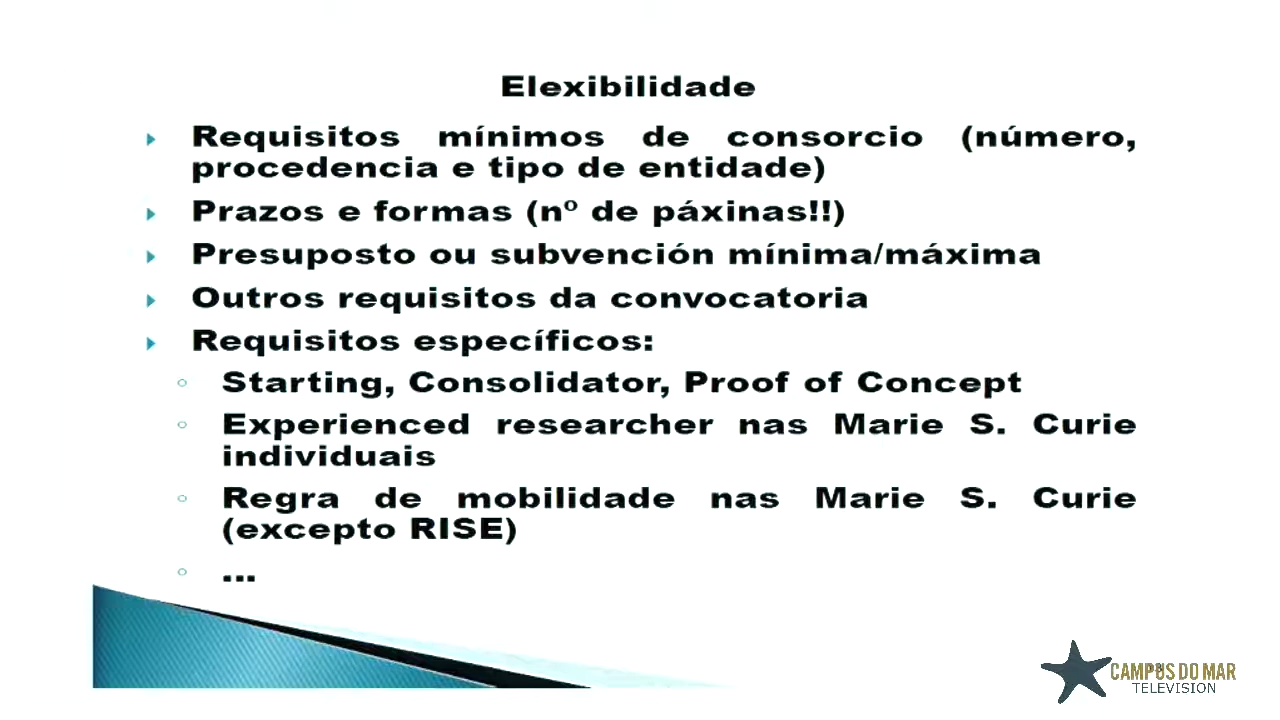 Elexibilidade
Requisitos mínimos de consorcio (número,
procedencia e tipo de entidade)
Prazos e formas (nº de páxinas!!)
Presuposto ou subvención mínima/máxima
Outros requisitos da convocatoria
Requisitos específicos:
Starting, Consolidator, Proof of Concept
Experienced researcher nas Marie S. Curie
individuais
Regra de mobilidade nas Marie S. Curie
(excepto RISE)
...
CAMPUS DO MAR
TELEVISION